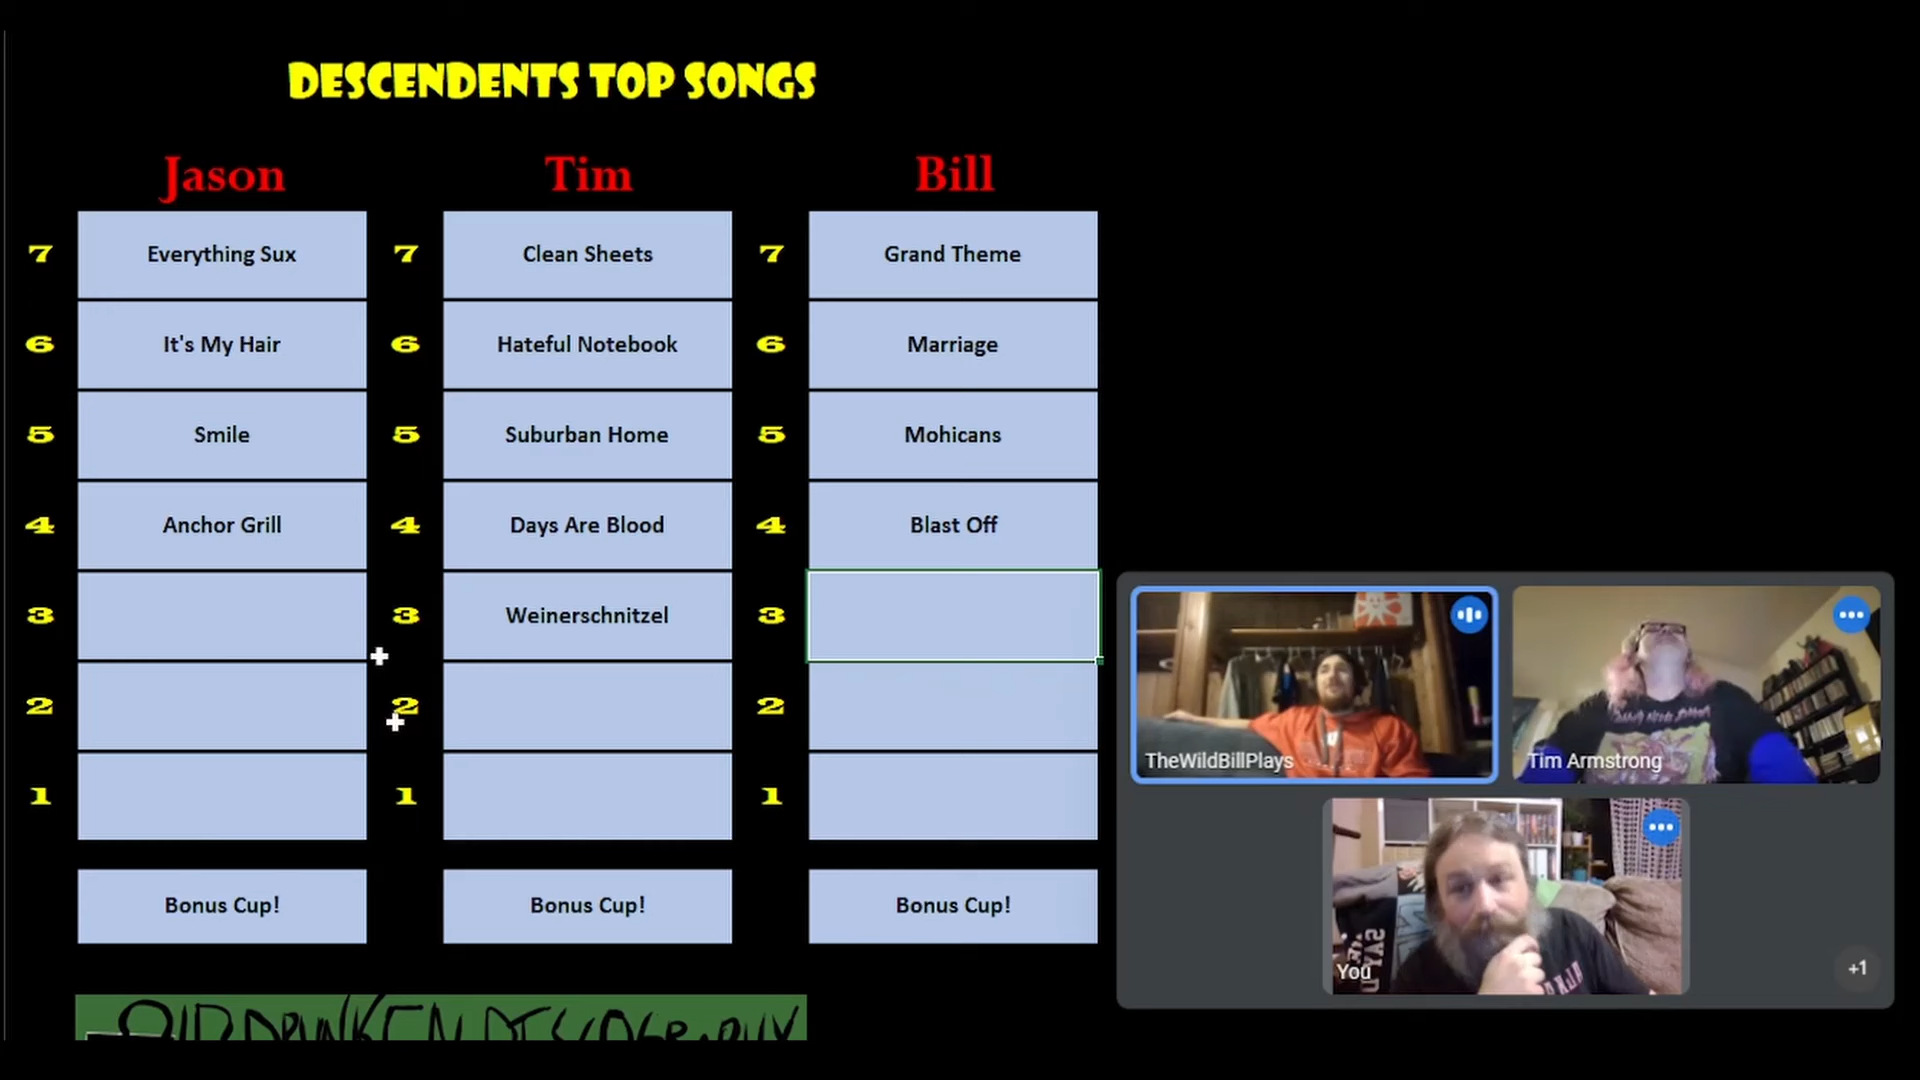 DESCENDENTS TOP SONGS
Jason Tim Bill
7 Everything Sux 7 Clean Sheets 7 Grand Theme
6 It's My Hair 6 Hateful Notebook 6 Marriage
5 Smile 5 Suburban Home 5 Mohicans
4 Anchor Grill 4 Days Are Blood 4 Blast Off
3 3 Weinerschnitzel 3
2 2 2
1 1 1
Bonus Cup! Bonus Cup! Bonus Cup!
TheWildBillPlays
Tim Armstrong
You
+1